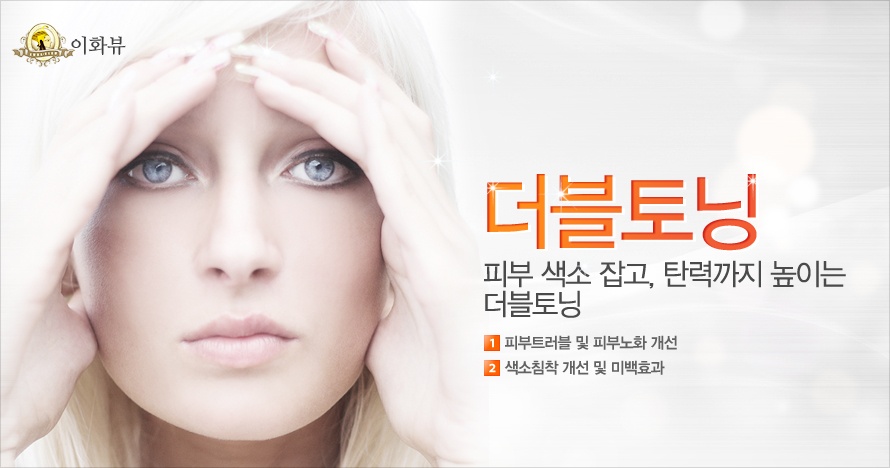 이화뷰
더블토닝
피부 색소 잡고, 탄력까지 높이는
더블토닝
1 피부트러블 및 피부노화 개선
2 색소침착 개선 및 미백효과